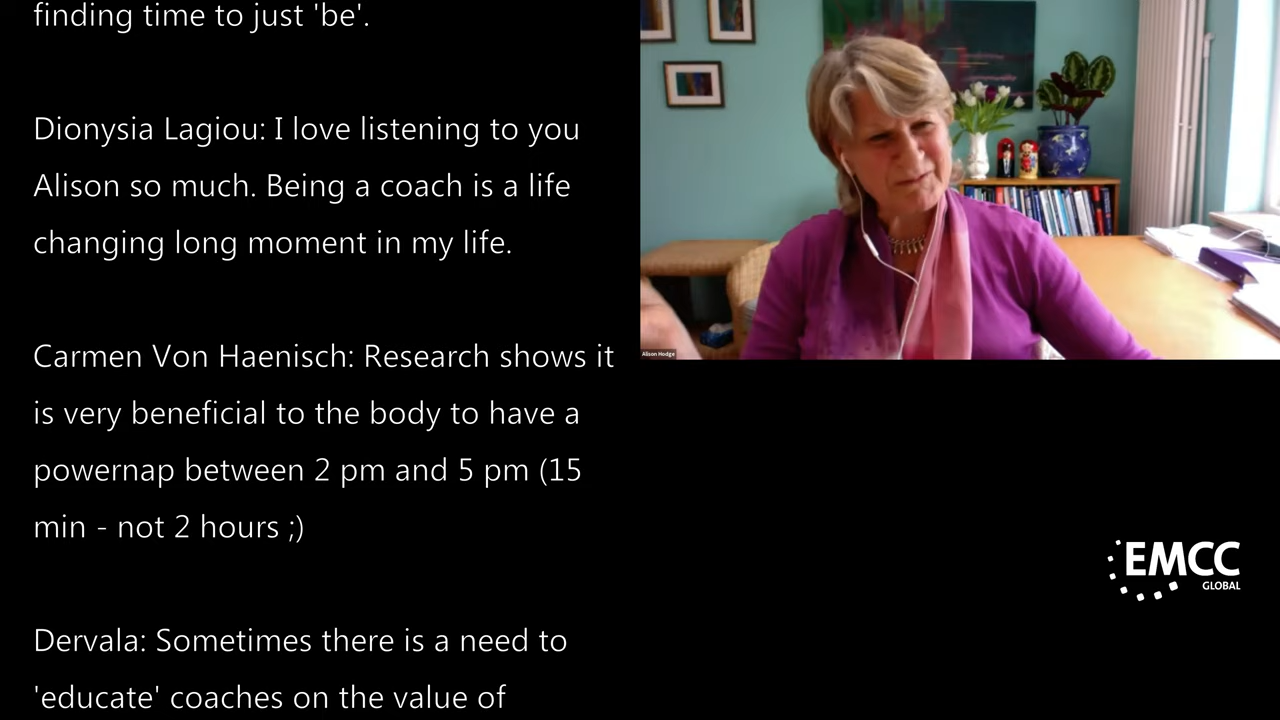 finding time to just 'be'.
Dionysia Lagiou: I love listening to you
Alison so much. Being a coach is a life
changing long moment in my life.
Carmen Von Haenisch: Research shows it
is very beneficial to the body to have a
powernap between 2 pm and 5 pm (15
min - not 2 hours ;)
Dervala: Sometimes there is a need to
'educate' coaches on the value of
Alison Hodge
EMCC
GLOBAL